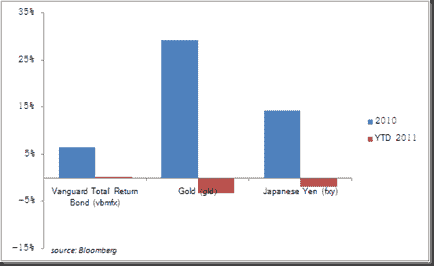 35%
25%
15%
5%
-5%
-15%
Vanguard Total Return
Bond (vbmfx)
Gold (gld)
Japanese Yen (fxy)
2010
YTD 2011
source: Bloomberg